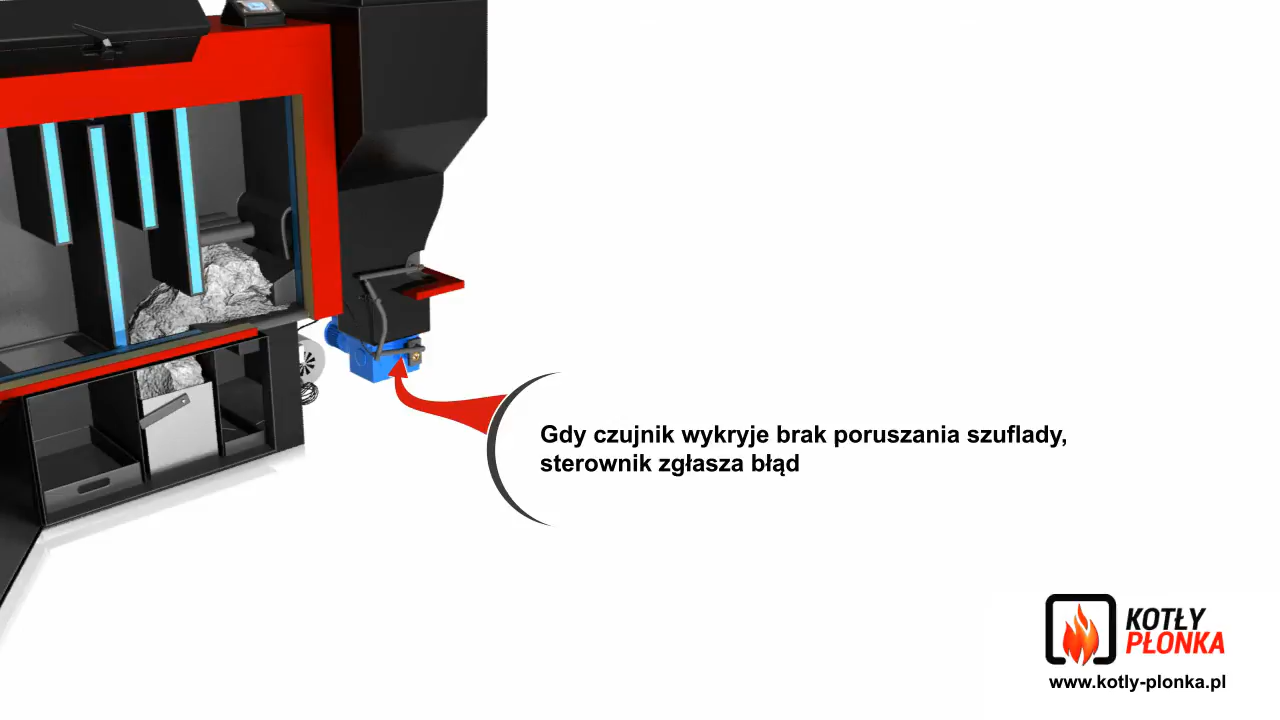 Gdy czujnik wykryje brak poruszania szuflady,
sterownik zgłasza błąd
KOTŁY
PŁONKA
www.kotly-plonka.pl